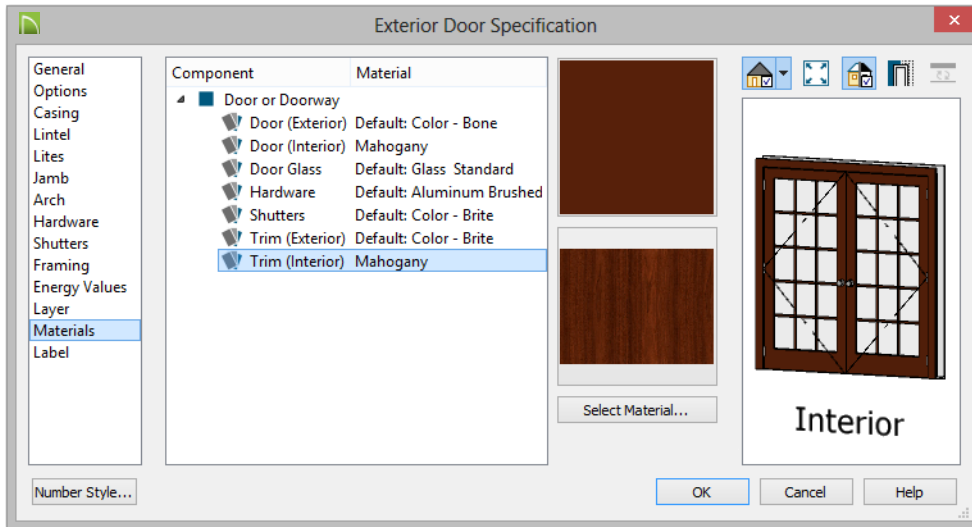 Exterior Door Specification
General
Options
Casing
Lintel
Lites
Jamb
Arch
Hardware
Shutters
Framing
Energy Values
Layer
Materials
Label
Component Material
Door or Doorway
Door (Exterior) Default: Color - Bone
Door (Interior) Mahogany
Door Glass Default: Glass Standard
Hardware Default: Aluminum Brushed
Shutters Default: Color - Brite
Trim (Exterior) Default: Color - Brite
Trim (Interior) Mahogany
Select Material...
Interior
Number Style...
OK Cancel Help